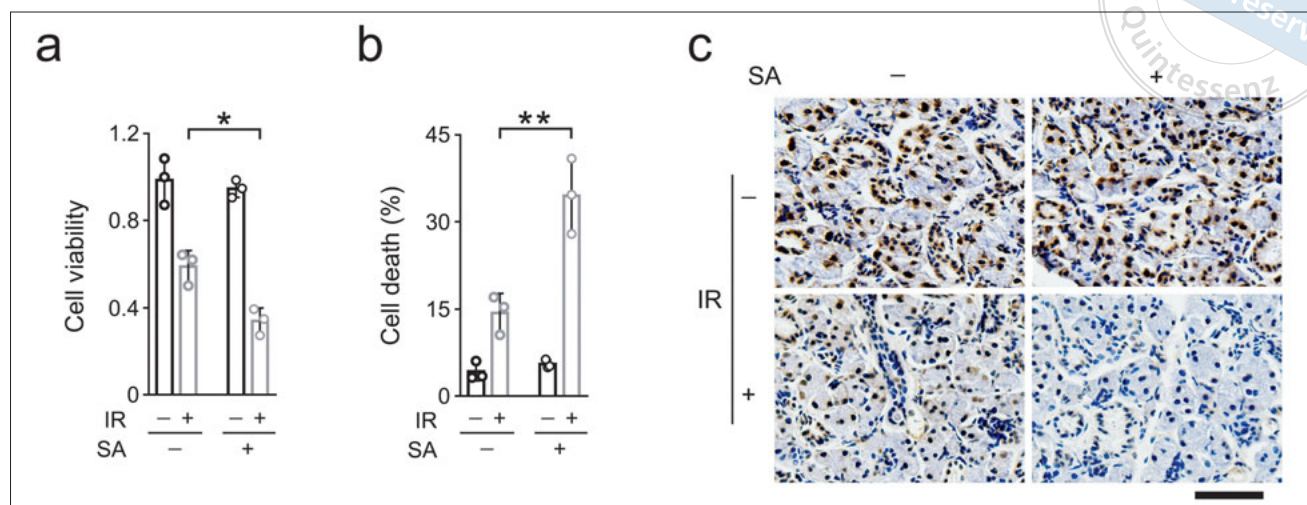 a
Cell viability
1.2
0.8
0.4
0
IR – + – +
SA – +
*
b
Cell death (%)
45
30
15
0
IR – + – +
SA – +
**
c
SA – +
IR
–
+
Quintessenz